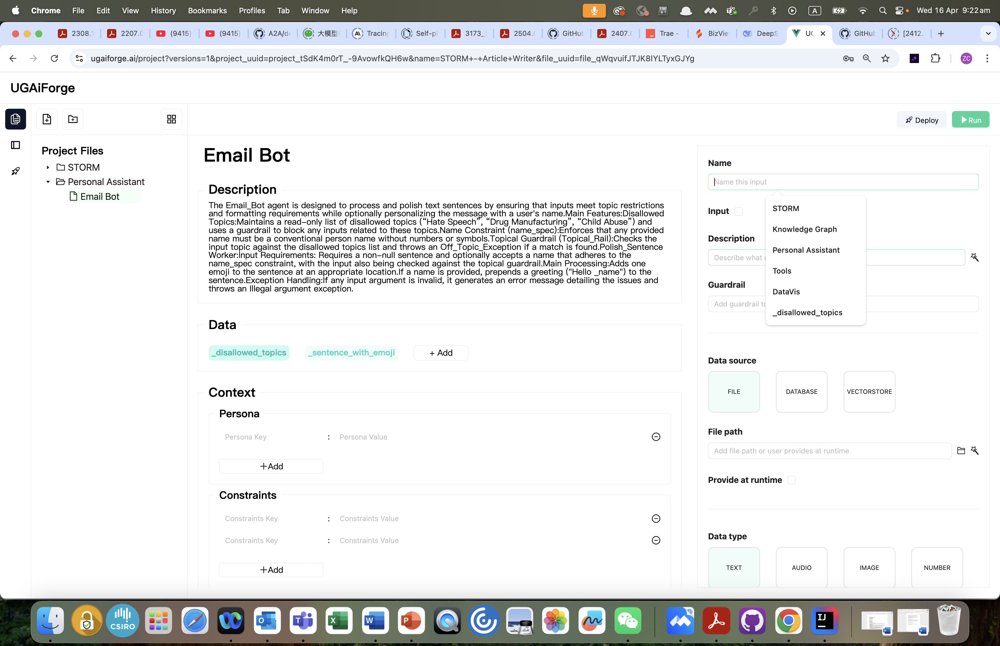 Chrome File Edit View History Bookmarks Profiles Tab Window Help
IM &T
A
Wed 16 Apr 9:22 am
2308.1
2207.0
(9415)
(9415)
A2A/de
大模型
Tracing
Self-pl
3173_
2504.
GitHub
2407.0
Trae -
BizView
DeepS
UG
GitHub
[2412.
ugaiforge.ai/project?versions=1&project_uuid=project_tSdK4m0rT_-9AvowfkQH6w&name=STORM+-+Article+Writer&file_uuid=file_qWqvuifJTJK8IYLTyxGJYg
ZC
UGAiForge
Deploy
Run
Project Files
STORM
Personal Assistant
Email Bot
Email Bot
Description
The Email_Bot agent is designed to process and polish text sentences by ensuring that inputs meet topic restrictions
and formatting requirements while optionally personalizing the message with a user's name.Main Features:Disallowed
Topics:Maintains a read-only list of disallowed topics (“Hate Speech”, “Drug Manufacturing”, “Child Abuse”) and
uses a guardrail to block any inputs related to these topics.Name Constraint (name_spec):Enforces that any provided
name must be a conventional person name without numbers or symbols.Topical Guardrail (Topical_Rail):Checks the
input topic against the disallowed topics list and throws an Off_Topic_Exception if a match is found.Polish_Sentence
Worker:Input Requirements: Requires a non-null sentence and optionally accepts a name that adheres to the
name_spec constraint, with the input also being checked against the topical guardrail.Main Processing:Adds one
emoji to the sentence at an appropriate location.If a name is provided, prepends a greeting ("Hello _name") to the
sentence.Exception Handling:If any input argument is invalid, it generates an error message detailing the issues and
throws an Illegal argument exception.
Data
_disallowed_topics
_sentence_with_emoji
+ Add
Context
Persona
Persona Key : Persona Value
+Add
Constraints
Constraints Key : Constraints Value
Constraints Key : Constraints Value
+Add
Name
Name this input
Input
Description
Describe what
Guardrail
Add guardrail to
STORM
Knowledge Graph
Personal Assistant
Tools
DataVis
_disallowed_topics
Data source
FILE
DATABASE
VECTORSTORE
File path
Add file path or user provides at runtime
Provide at runtime
Data type
TEXT
AUDIO
IMAGE
NUMBER
CSIRO
O
T
X
W
P
IJ
W
W